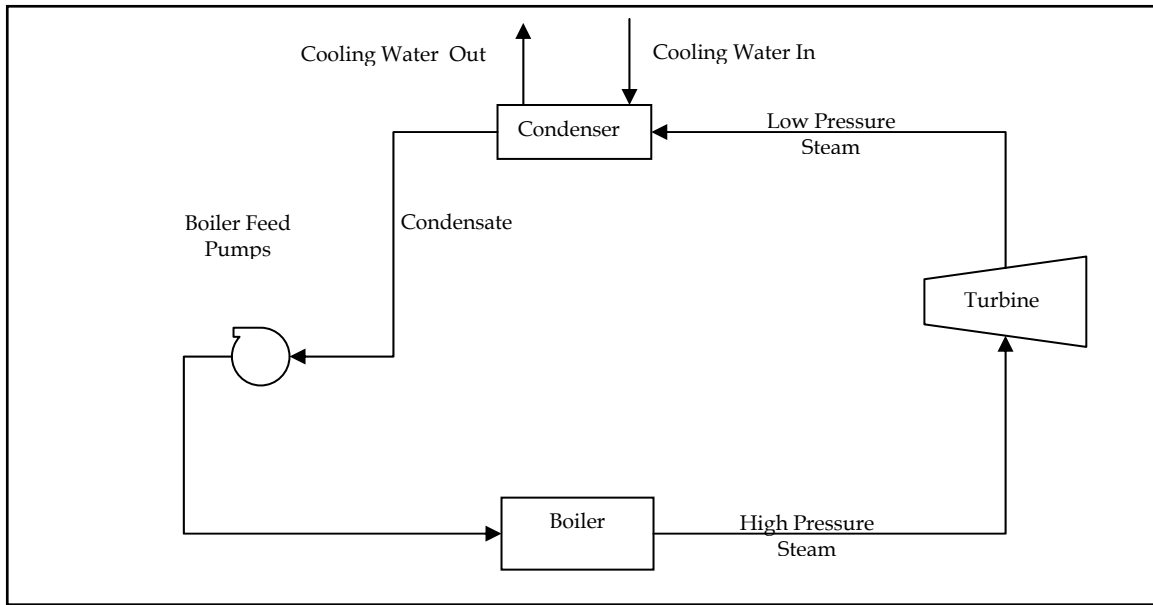 Cooling Water Out
Cooling Water In
Condenser
Low Pressure
Steam
Boiler Feed
Pumps
Condensate
Turbine
Boiler
High Pressure
Steam